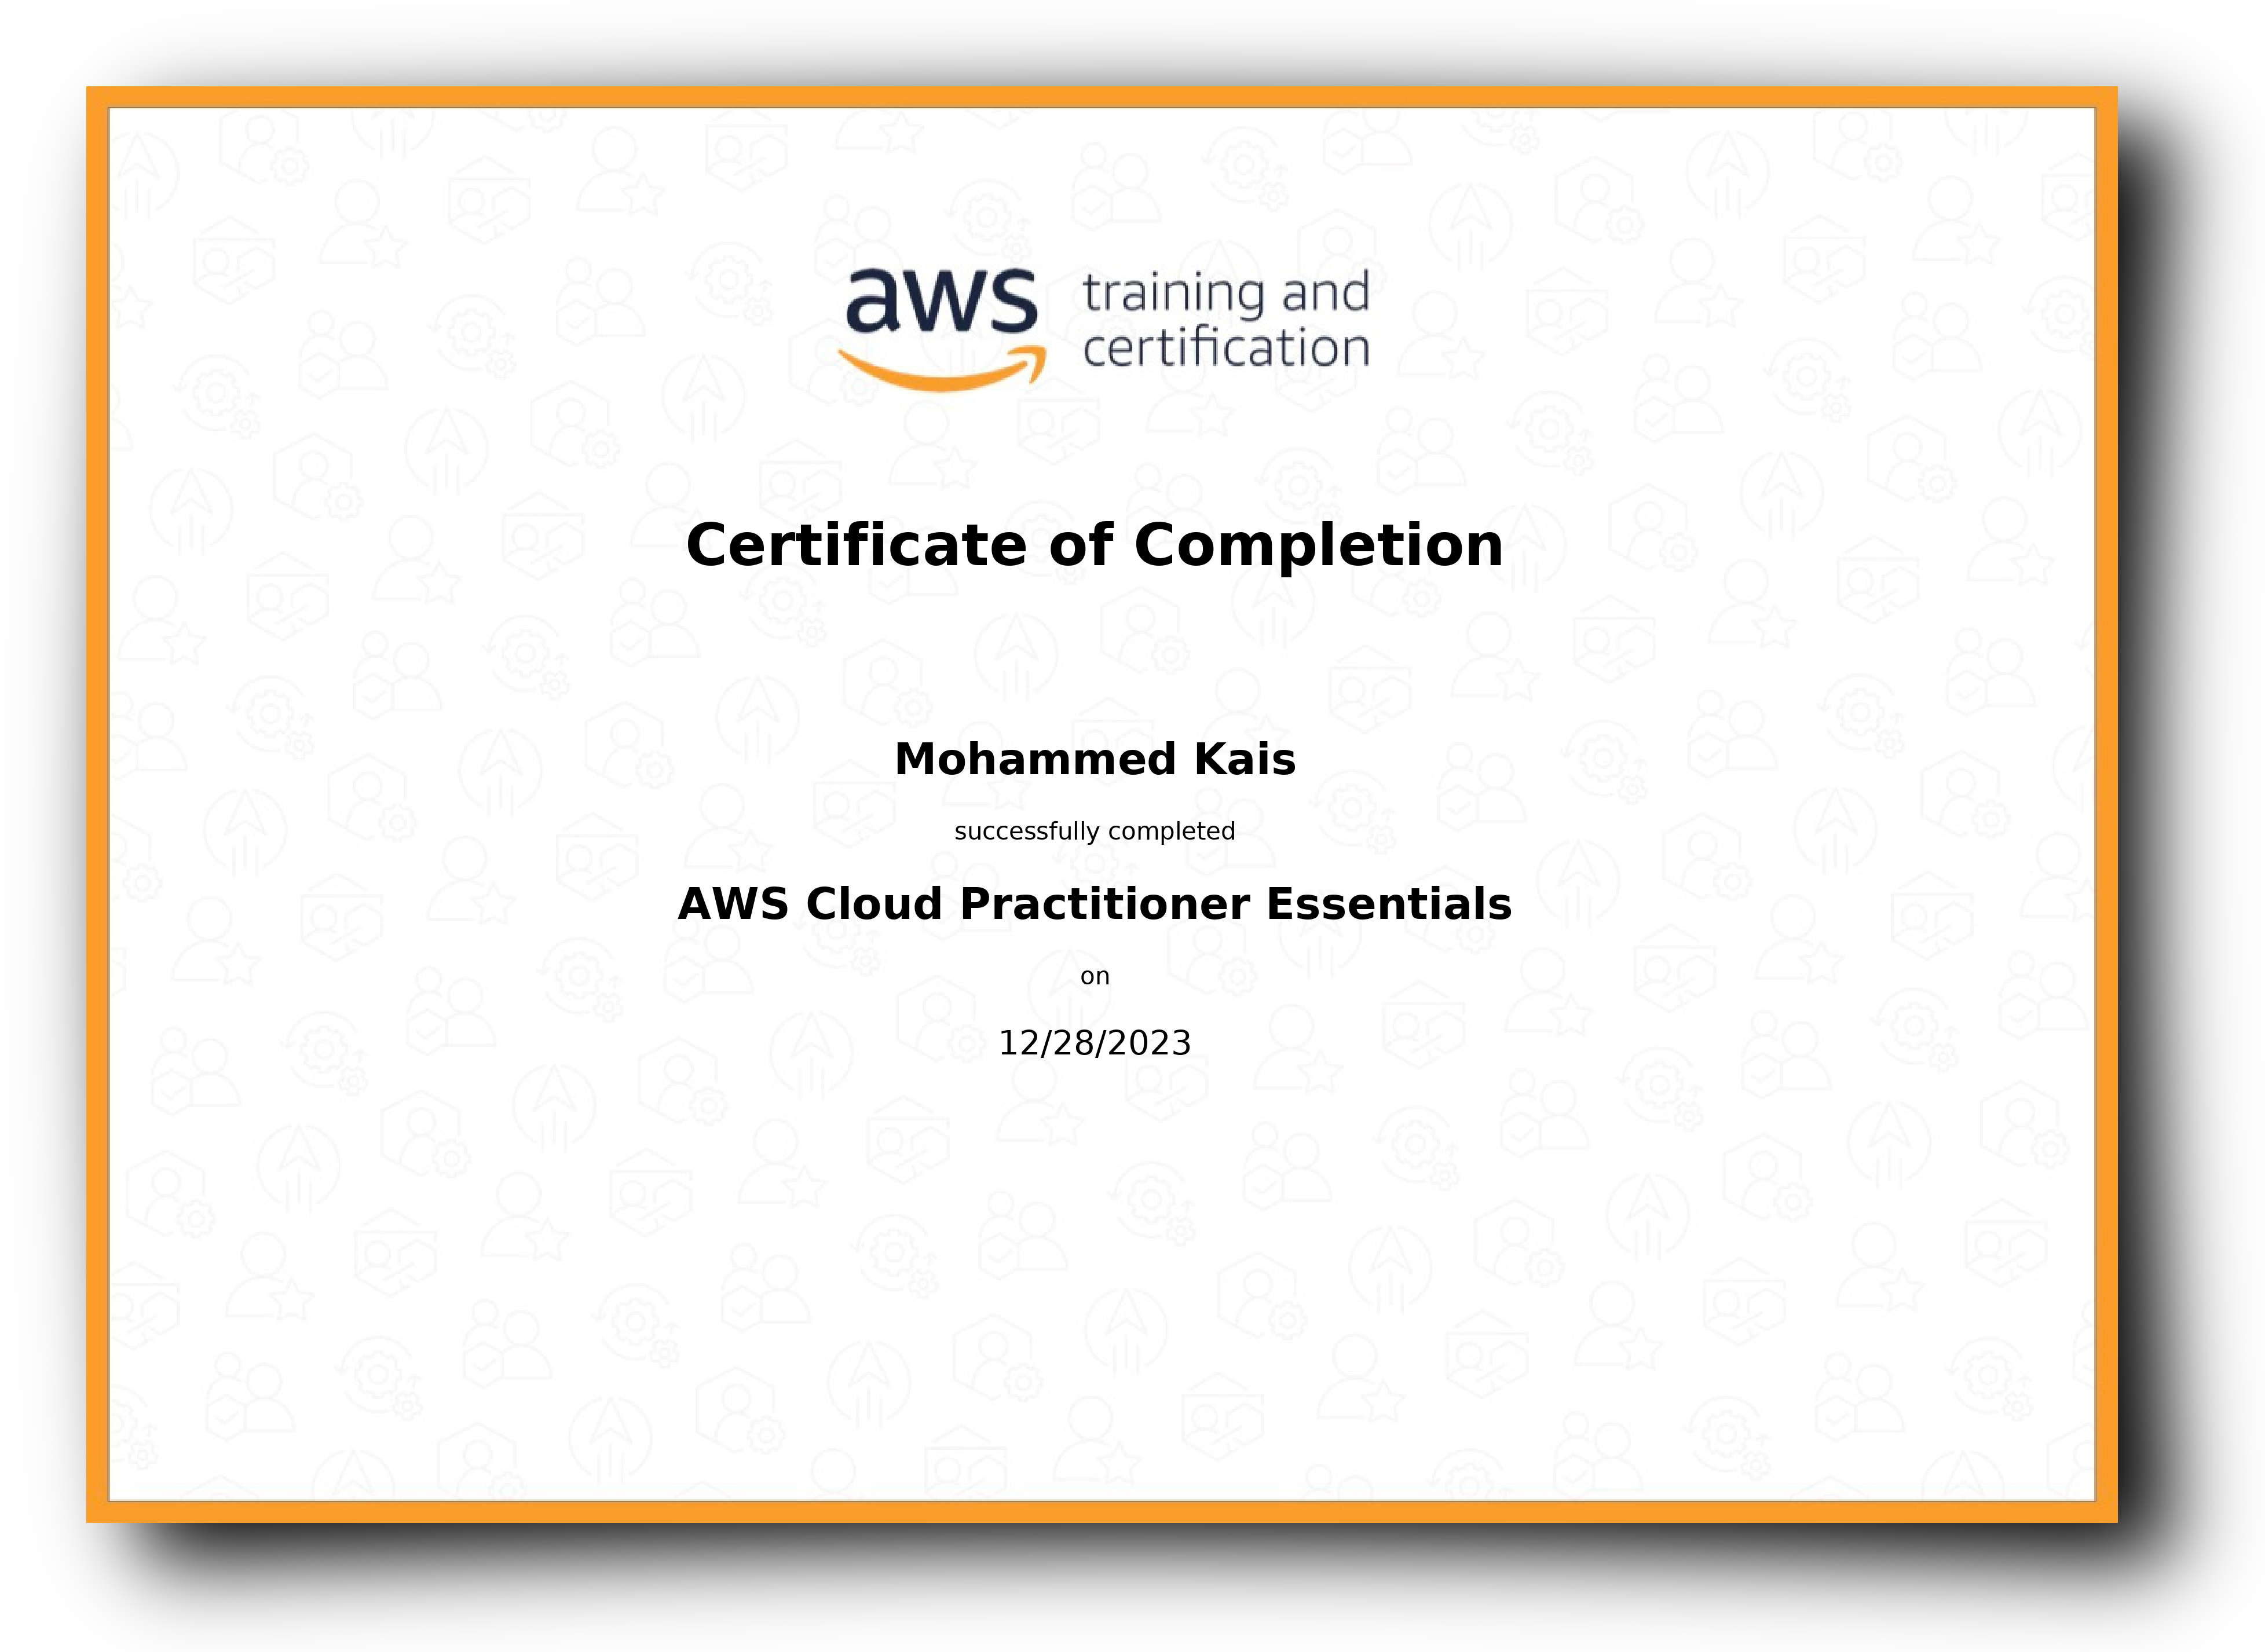 aws training and
certification
Certificate of Completion
Mohammed Kais
successfully completed
AWS Cloud Practitioner Essentials
on
12/28/2023